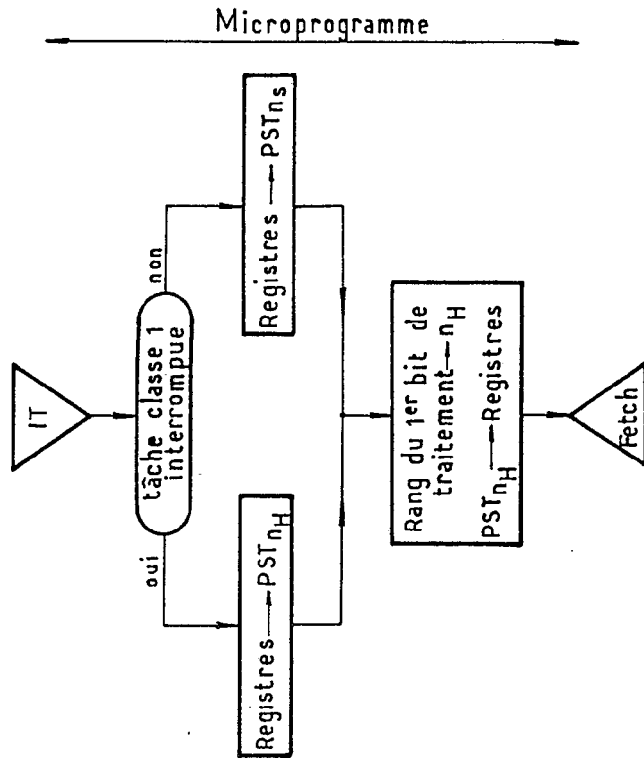 Microprogramme
IT
tâche classe 1
interrompue
oui
non
Registres → PSTnH
Registres → PSTns
Rang du 1er bit de
traitement → nH
PSTnH → Registres
Fetch